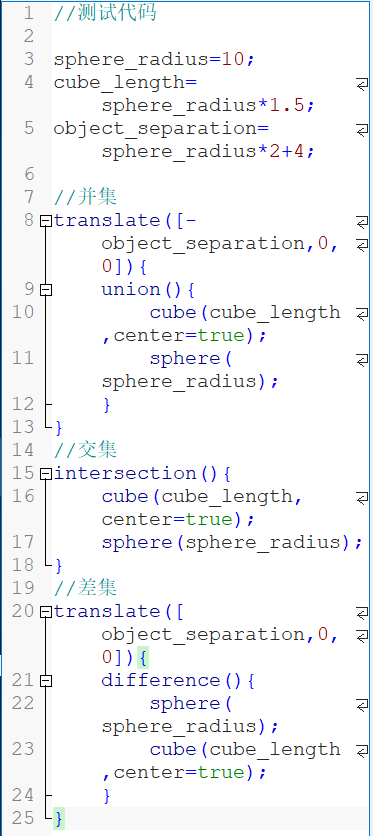 1 //测试代码
2
3 sphere_radius=10;
4 cube_length=
sphere_radius*1.5;
5 object_separation=
sphere_radius*2+4;
6
7 //并集
8 translate([-
object_separation,0,
0]){
9 union(){
10 cube(cube_length
,center=true);
11 sphere(
sphere_radius);
12 }
13 }
14 //交集
15 intersection(){
16 cube(cube_length,
center=true);
17 sphere(sphere_radius);
18 }
19 //差集
20 translate([
object_separation,0,
0]){
21 difference(){
22 sphere(
sphere_radius);
23 cube(cube_length
,center=true);
24 }
25 }